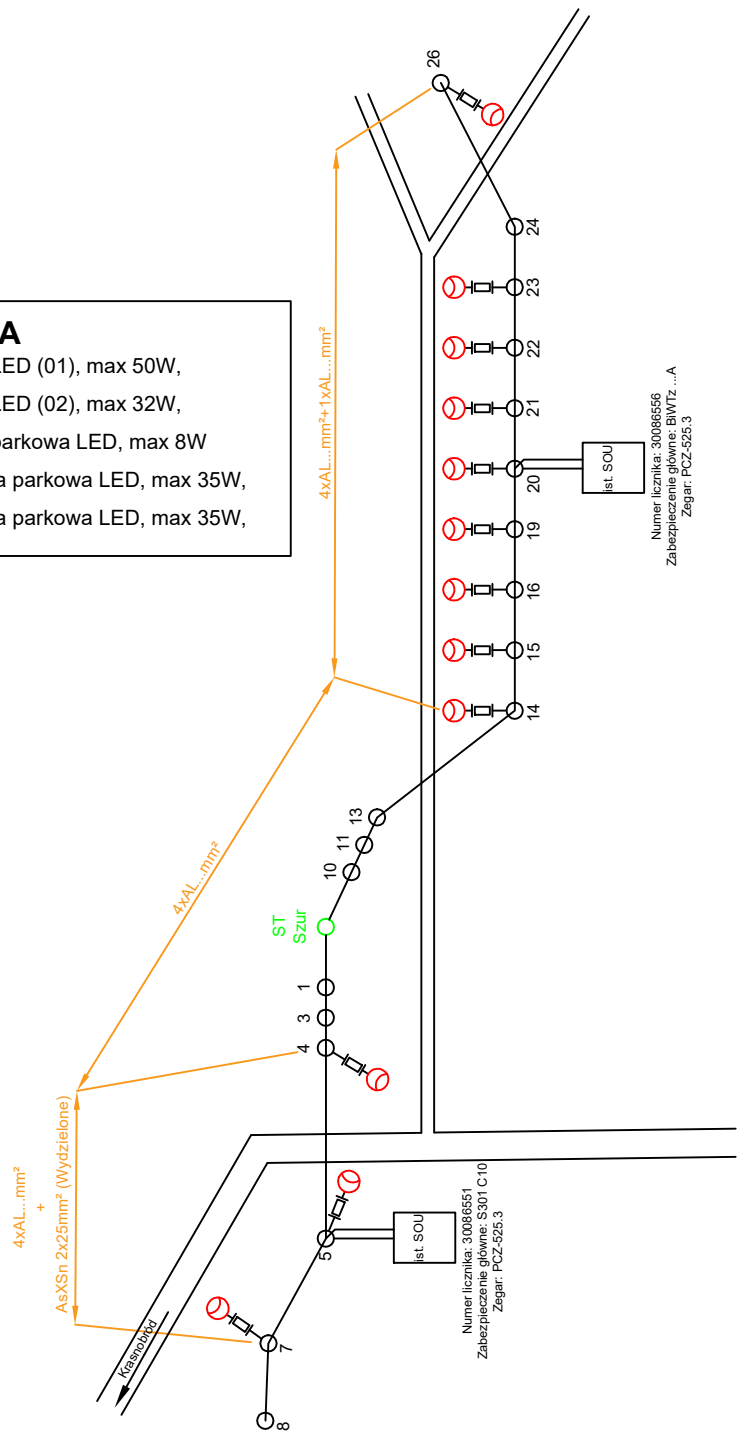 A
LED (01), max 50W,
LED (02), max 32W,
parkowa LED, max 8W
a parkowa LED, max 35W,
a parkowa LED, max 35W,
26
24
23
22
21
20
19
16
15
14
13
11
10
ST
Szur
1
3
4
5
7
8
4xAL...mm²+1xAL...mm²
4xAL...mm²
4xAL...mm²
+
AsXSn 2x25mm² (Wydzielone)
Krasnobród
ist. SOU
Numer licznika: 30086556
Zabezpieczenie główne: BiWTz ...A
Zegar: PCZ-525.3
ist. SOU
Numer licznika: 30086551
Zabezpieczenie główne: S301 C10
Zegar: PCZ-525.3